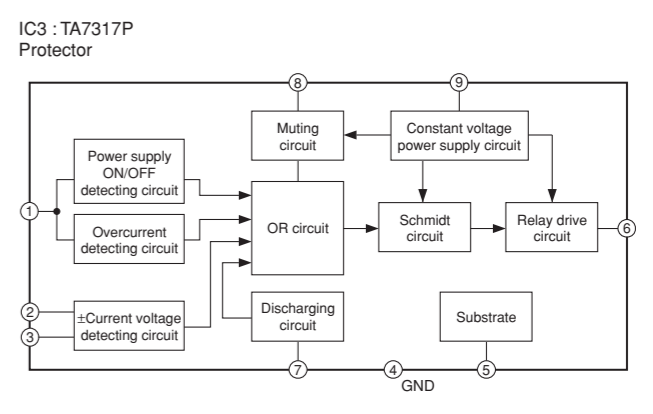 IC3 : TA7317P
Protector
8
9
Muting
circuit
Constant voltage
power supply circuit
Power supply
ON/OFF
detecting circuit
1
Overcurrent
detecting circuit
OR circuit
Schmidt
circuit
Relay drive
circuit
6
2
3
±Current voltage
detecting circuit
Discharging
circuit
Substrate
7
4
5
GND